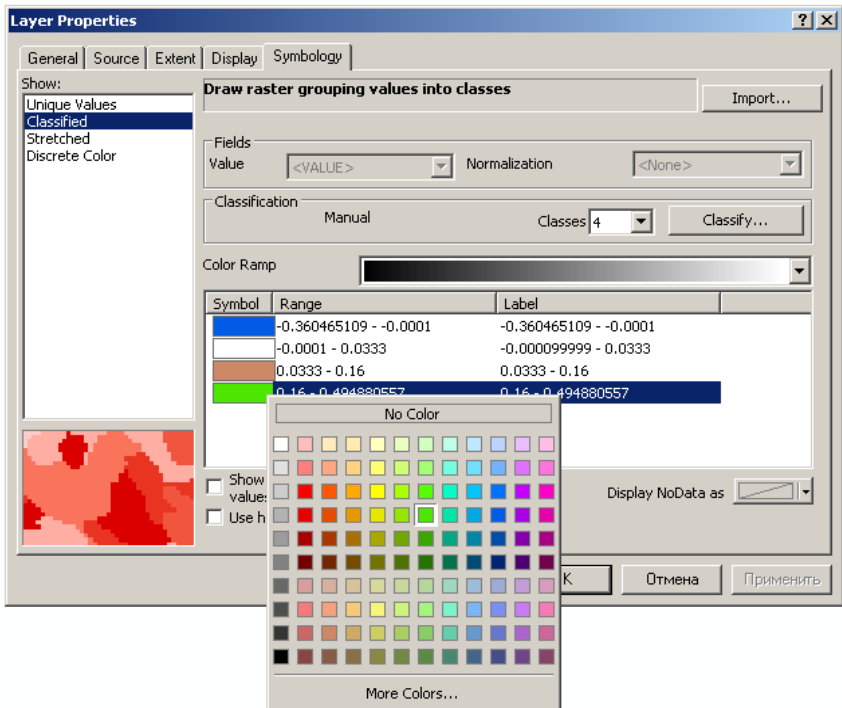 Layer Properties
General Source Extent Display Symbology
Show:
Unique Values
Classified
Stretched
Discrete Color
Draw raster grouping values into classes
Import...
Fields
Value <VALUE> Normalization <None>
Classification
Manual Classes 4 Classify...
Color Ramp
Symbol Range Label
-0.360465109 - -0.0001 -0.360465109 - -0.0001
-0.0001 - 0.0333 -0.000099999 - 0.0333
0.0333 - 0.16 0.0333 - 0.16
0.16 - 0.494880557 0.16 - 0.494880557
No Color
Show
Use
Display NoData as
Отмена Применить
More Colors...